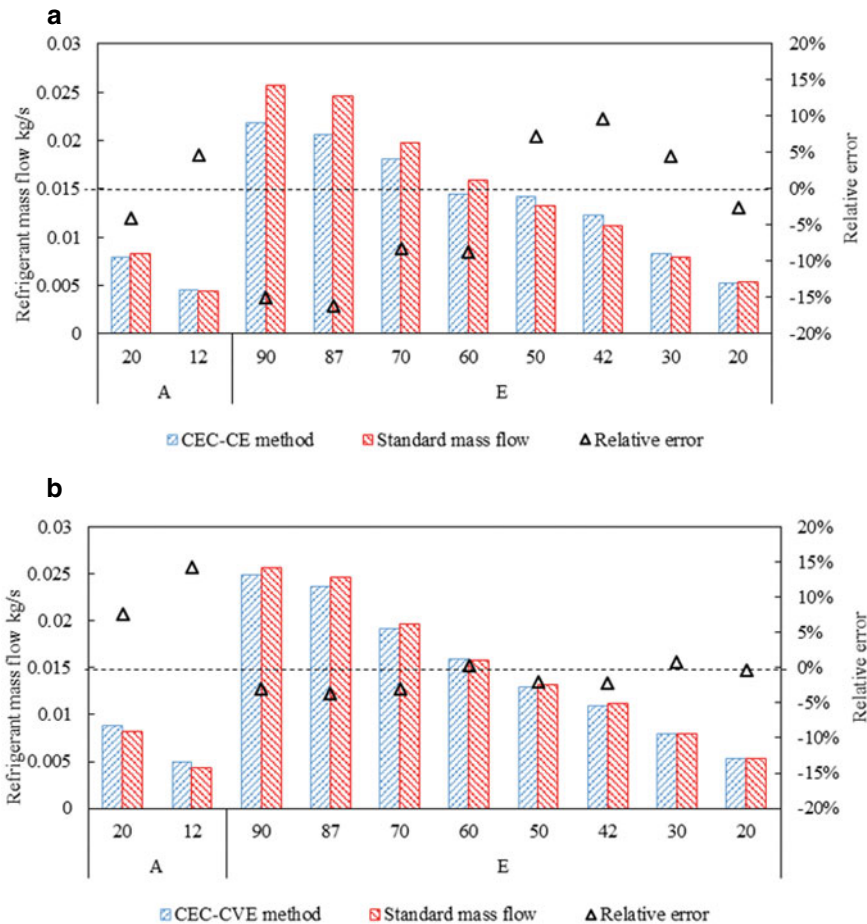 a
0.03
0.025
0.02
0.015
0.01
0.005
0
Refrigerant mass flow kg/s
20%
15%
10%
5%
0%
-5%
-10%
-15%
-20%
Relative error
20 12 90 87 70 60 50 42 30 20
A E
CEC-CE method Standard mass flow Relative error
b
0.03
0.025
0.02
0.015
0.01
0.005
0
Refrigerant mass flow kg/s
20%
15%
10%
5%
0%
-5%
-10%
-15%
-20%
Relative error
20 12 90 87 70 60 50 42 30 20
A E
CEC-CVE method Standard mass flow Relative error